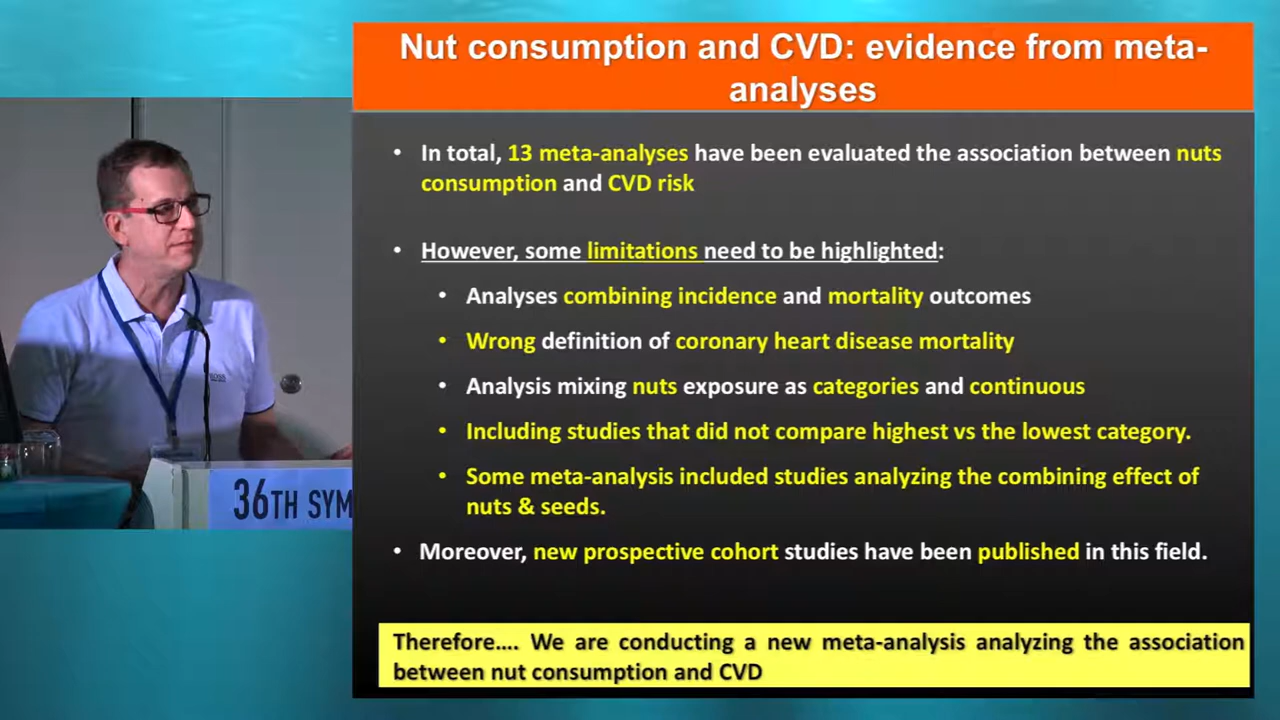 Nut consumption and CVD: evidence from meta-
analyses
• In total, 13 meta-analyses have been evaluated the association between nuts
consumption and CVD risk
• However, some limitations need to be highlighted:
• Analyses combining incidence and mortality outcomes
• Wrong definition of coronary heart disease mortality
• Analysis mixing nuts exposure as categories and continuous
• Including studies that did not compare highest vs the lowest category.
• Some meta-analysis included studies analyzing the combining effect of
nuts & seeds.
• Moreover, new prospective cohort studies have been published in this field.
Therefore.... We are conducting a new meta-analysis analyzing the association
between nut consumption and CVD
36TH SYM